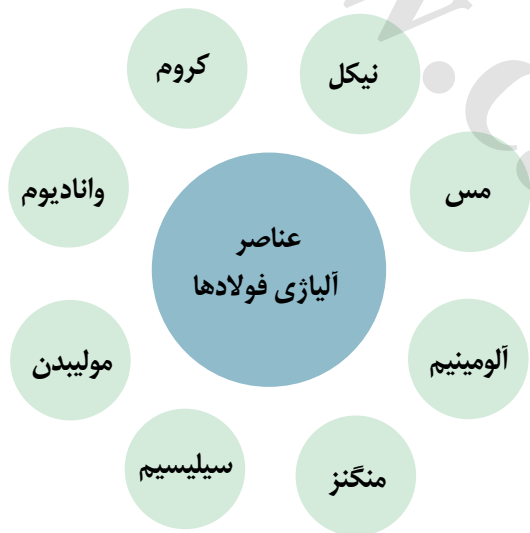 کروم
نیکل
وانادیوم
مس
عناصر
آلیاژی فولادها
مولیبدن
آلومینیم
سیلیسیم
منگنز